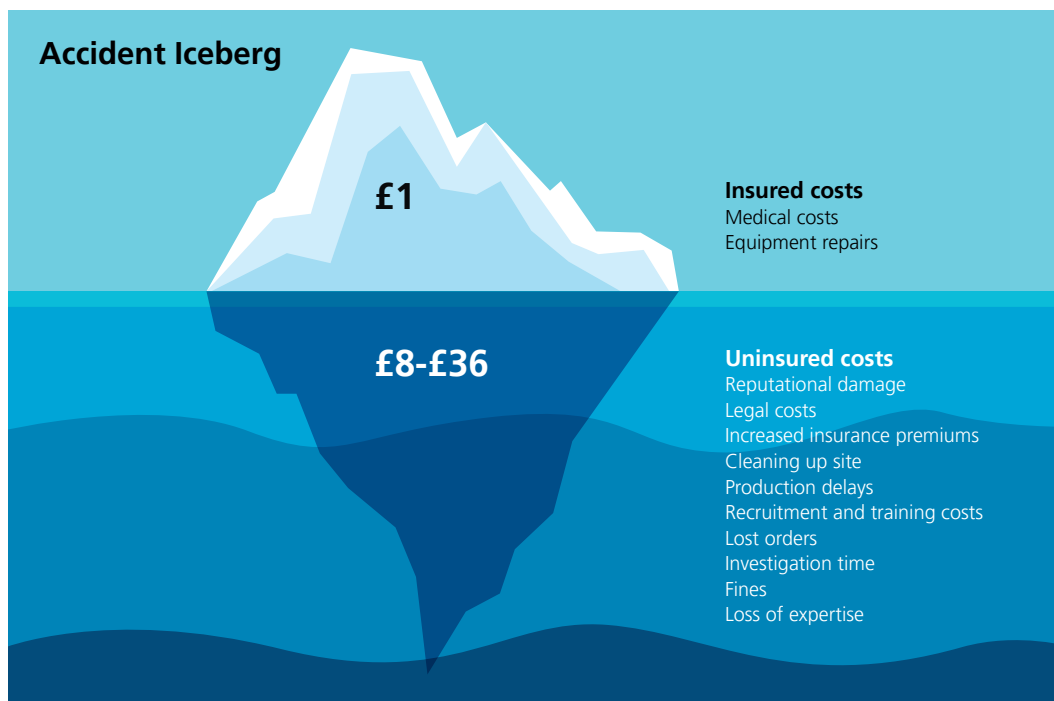 Accident Iceberg
£1
Insured costs
Medical costs
Equipment repairs
£8-£36
Uninsured costs
Reputational damage
Legal costs
Increased insurance premiums
Cleaning up site
Production delays
Recruitment and training costs
Lost orders
Investigation time
Fines
Loss of expertise